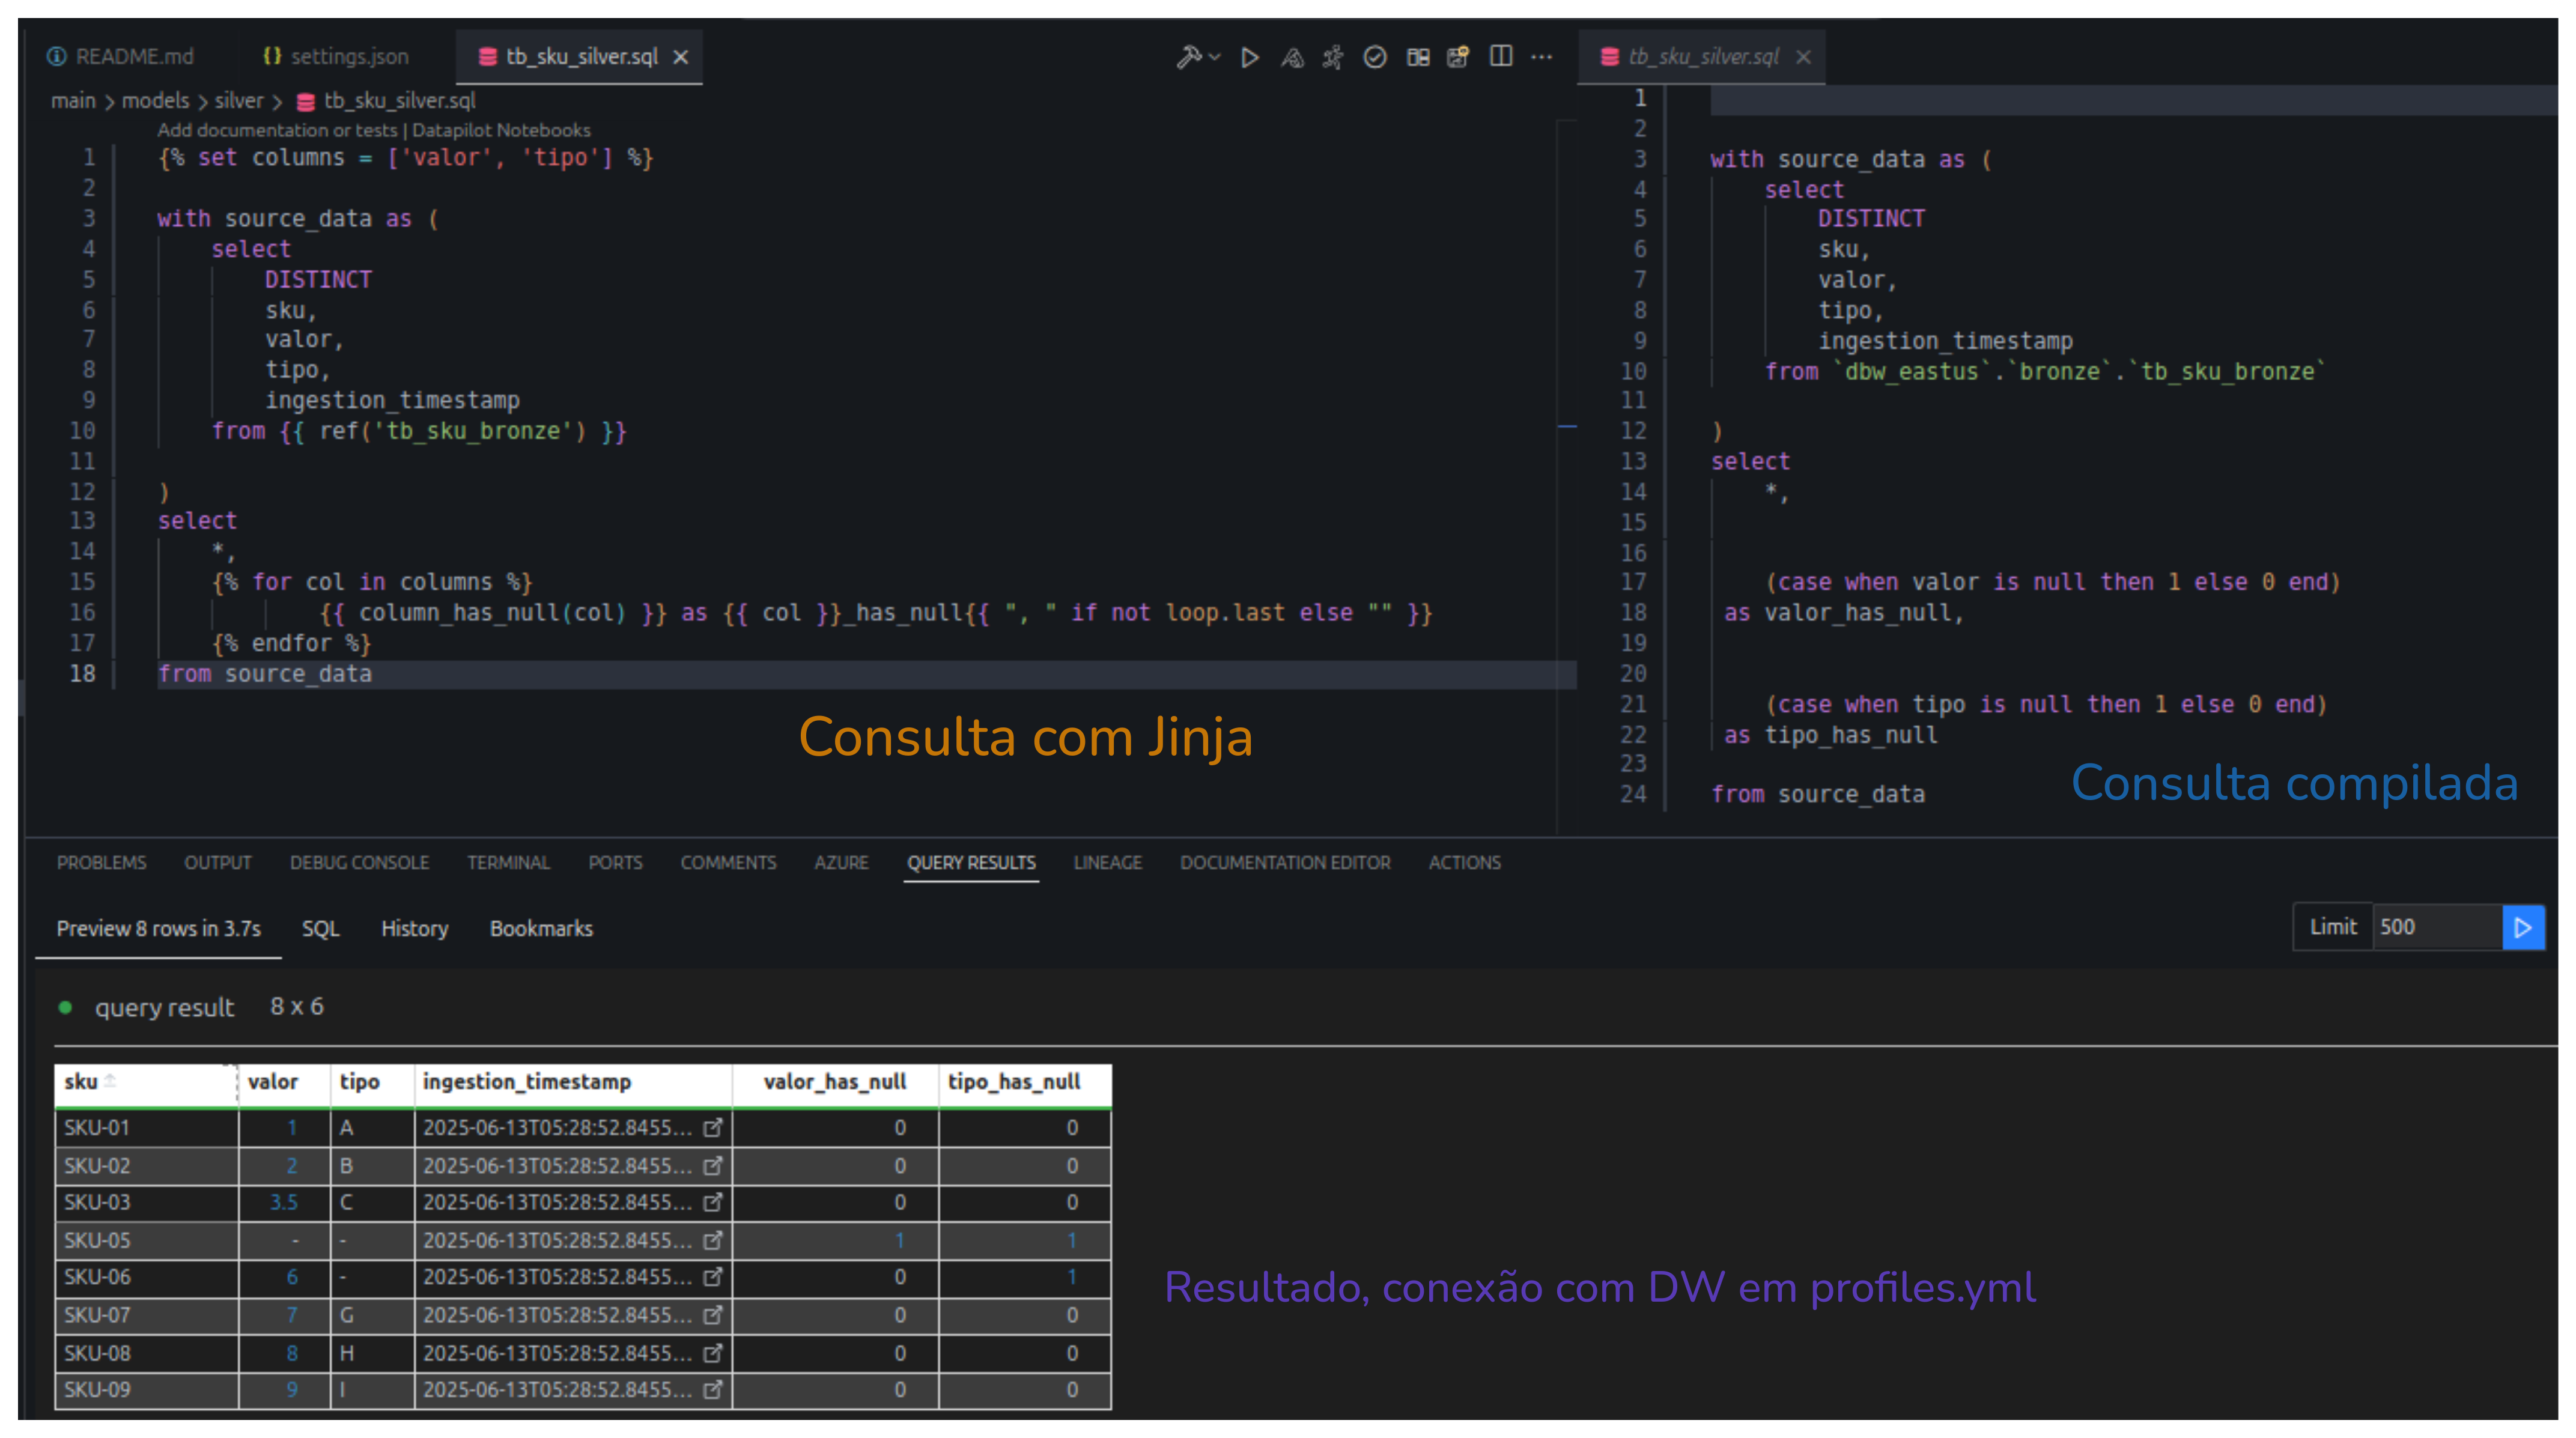 README.md
{} settings.json
tb_sku_silver.sql
main > models > silver > tb_sku_silver.sql
Add documentation or tests | Datapilot Notebooks
1 {% set columns = ['valor', 'tipo'] %}
2
3 with source_data as (
4 select
5 DISTINCT
6 sku,
7 valor,
8 tipo,
9 ingestion_timestamp
10 from {{ ref('tb_sku_bronze') }}
11
12 )
13 select
14 *,
15 {% for col in columns %}
16 {{ column_has_null(col) }} as {{ col }}_has_null{{ ", " if not loop.last else "" }}
17 {% endfor %}
18 from source_data
Consulta com Jinja
tb_sku_silver.sql
1
2
3 with source_data as (
4 select
5 DISTINCT
6 sku,
7 valor,
8 tipo,
9 ingestion_timestamp
10 from `dbw_eastus`.`bronze`.`tb_sku_bronze`
11
12 )
13 select
14 *,
15
16
17 (case when valor is null then 1 else 0 end)
18 as valor_has_null,
19
20
21 (case when tipo is null then 1 else 0 end)
22 as tipo_has_null
23
24 from source_data
Consulta compilada
PROBLEMS OUTPUT DEBUG CONSOLE TERMINAL PORTS COMMENTS AZURE QUERY RESULTS LINEAGE DOCUMENTATION EDITOR ACTIONS
Preview 8 rows in 3.7s SQL History Bookmarks Limit 500
query result 8 x 6
sku valor tipo ingestion_timestamp valor_has_null tipo_has_null
SKU-01 1 A 2025-06-13T05:28:52.8455... 0 0
SKU-02 2 B 2025-06-13T05:28:52.8455... 0 0
SKU-03 3.5 C 2025-06-13T05:28:52.8455... 0 0
SKU-05 - - 2025-06-13T05:28:52.8455... 1 1
SKU-06 6 - 2025-06-13T05:28:52.8455... 0 1
SKU-07 7 G 2025-06-13T05:28:52.8455... 0 0
SKU-08 8 H 2025-06-13T05:28:52.8455... 0 0
SKU-09 9 I 2025-06-13T05:28:52.8455... 0 0
Resultado, conexão com DW em profiles.yml